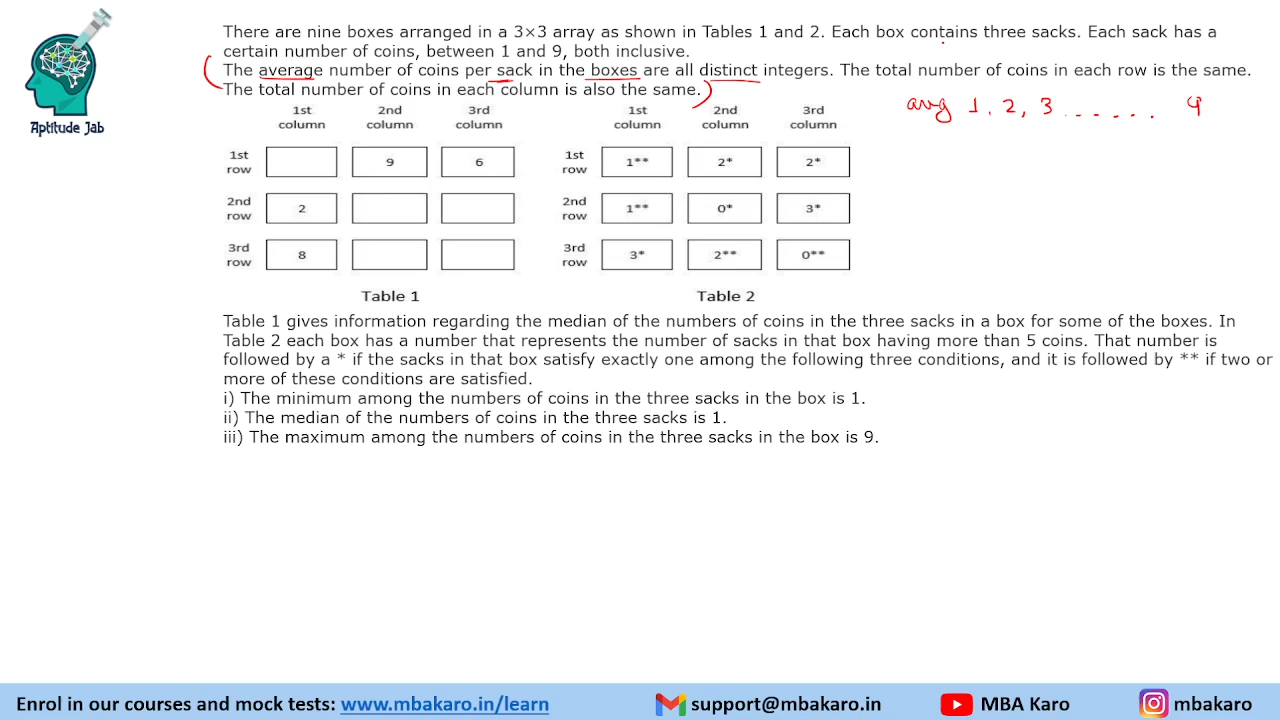 There are nine boxes arranged in a 3×3 array as shown in Tables 1 and 2. Each box contains three sacks. Each sack has a
certain number of coins, between 1 and 9, both inclusive.
The average number of coins per sack in the boxes are all distinct integers. The total number of coins in each row is the same.
The total number of coins in each column is also the same.
avg 1, 2, 3 ...... 9
Aptitude Jab
1st column 2nd column 3rd column
1st row 9 6
2nd row 2
3rd row 8
Table 1
1st column 2nd column 3rd column
1st row 1** 2* 2*
2nd row 1** 0* 3*
3rd row 3* 2** 0**
Table 2
Table 1 gives information regarding the median of the numbers of coins in the three sacks in a box for some of the boxes. In
Table 2 each box has a number that represents the number of sacks in that box having more than 5 coins. That number is
followed by a * if the sacks in that box satisfy exactly one among the following three conditions, and it is followed by ** if two or
more of these conditions are satisfied.
i) The minimum among the numbers of coins in the three sacks in the box is 1.
ii) The median of the numbers of coins in the three sacks is 1.
iii) The maximum among the numbers of coins in the three sacks in the box is 9.
Enrol in our courses and mock tests: www.mbakaro.in/learn support@mbakaro.in MBA Karo mbakaro